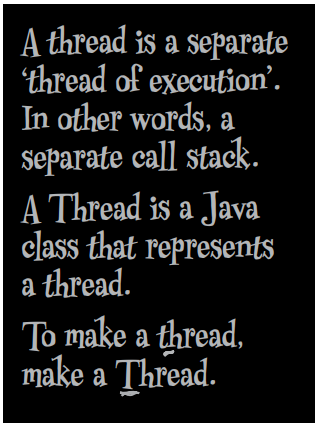 A thread is a separate
‘thread of execution’.
In other words, a
separate call stack.
A Thread is a Java
class that represents
a thread.
To make a thread,
make a Thread.